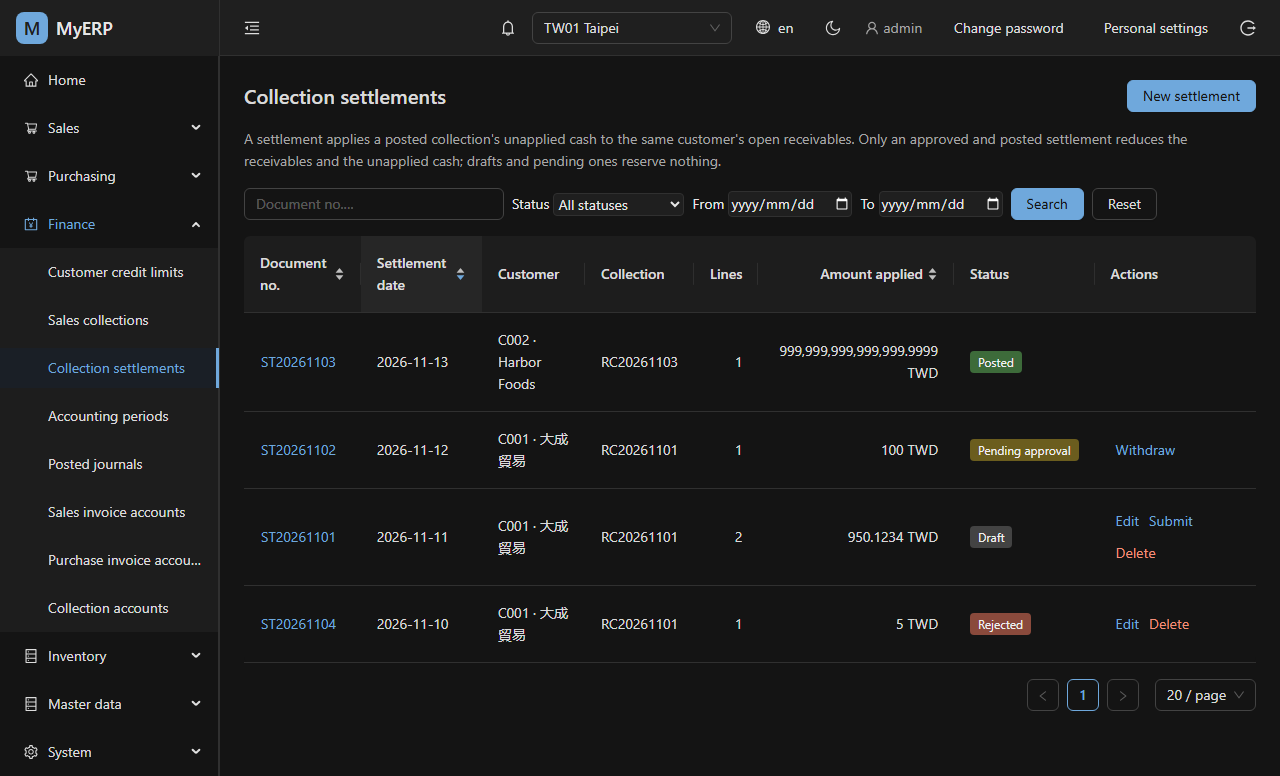 M MyERP
TW01 Taipei
en
admin
Change password
Personal settings
Home
Sales
Purchasing
Finance
Customer credit limits
Sales collections
Collection settlements
Accounting periods
Posted journals
Sales invoice accounts
Purchase invoice accou...
Collection accounts
Inventory
Master data
System
Collection settlements
New settlement
A settlement applies a posted collection's unapplied cash to the same customer's open receivables. Only an approved and posted settlement reduces the
receivables and the unapplied cash; drafts and pending ones reserve nothing.
Document no.... Status All statuses From yyyy/mm/dd To yyyy/mm/dd Search Reset
Document
no.
Settlement
date
Customer
Collection
Lines
Amount applied
Status
Actions
ST20261103
2026-11-13
C002 ·
Harbor
Foods
RC20261103
1
999,999,999,999,999.9999
TWD
Posted
ST20261102
2026-11-12
C001 · 大成
貿易
RC20261101
1
100 TWD
Pending approval
Withdraw
ST20261101
2026-11-11
C001 · 大成
貿易
RC20261101
2
950.1234 TWD
Draft
Edit Submit
Delete
ST20261104
2026-11-10
C001 · 大成
貿易
RC20261101
1
5 TWD
Rejected
Edit Delete
< 1 > 20 / page